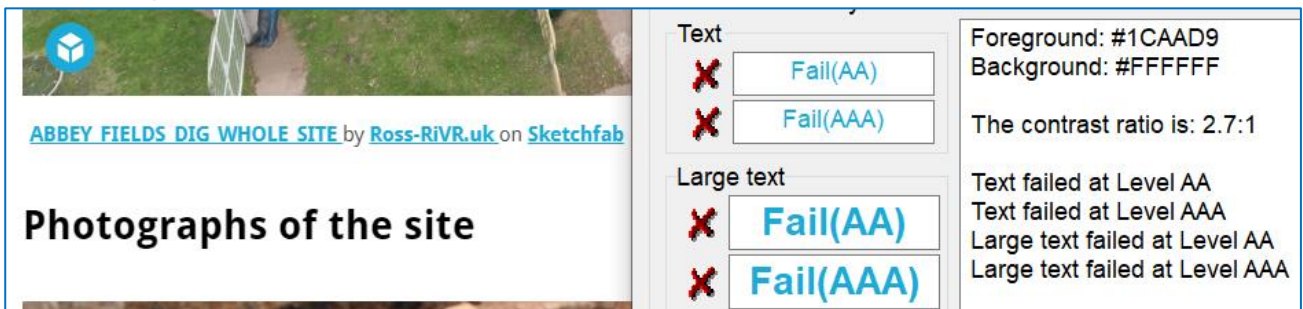 ABBEY FIELDS DIG WHOLE SITE by Ross-RiVR.uk on Sketchfab
Photographs of the site
Text
Fail(AA)
Fail(AAA)
Large text
Fail(AA)
Fail(AAA)
Foreground: #1CAAD9
Background: #FFFFFF
The contrast ratio is: 2.7:1
Text failed at Level AA
Text failed at Level AAA
Large text failed at Level AA
Large text failed at Level AAA